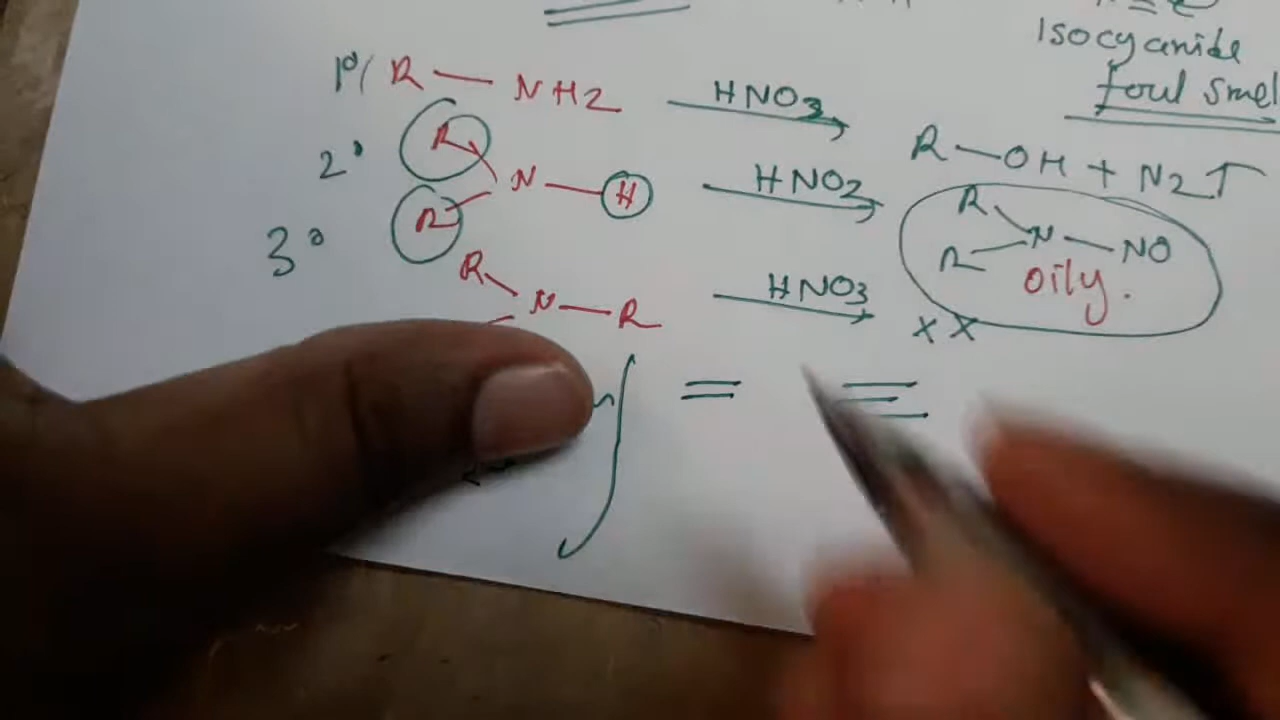 Isocyanide
foul smel
1°/ R — NH2 HNO3 R — OH + N2↑
2° R R N — H HNO2 R R N — NO oily.
3° R N — R HNO3 X X